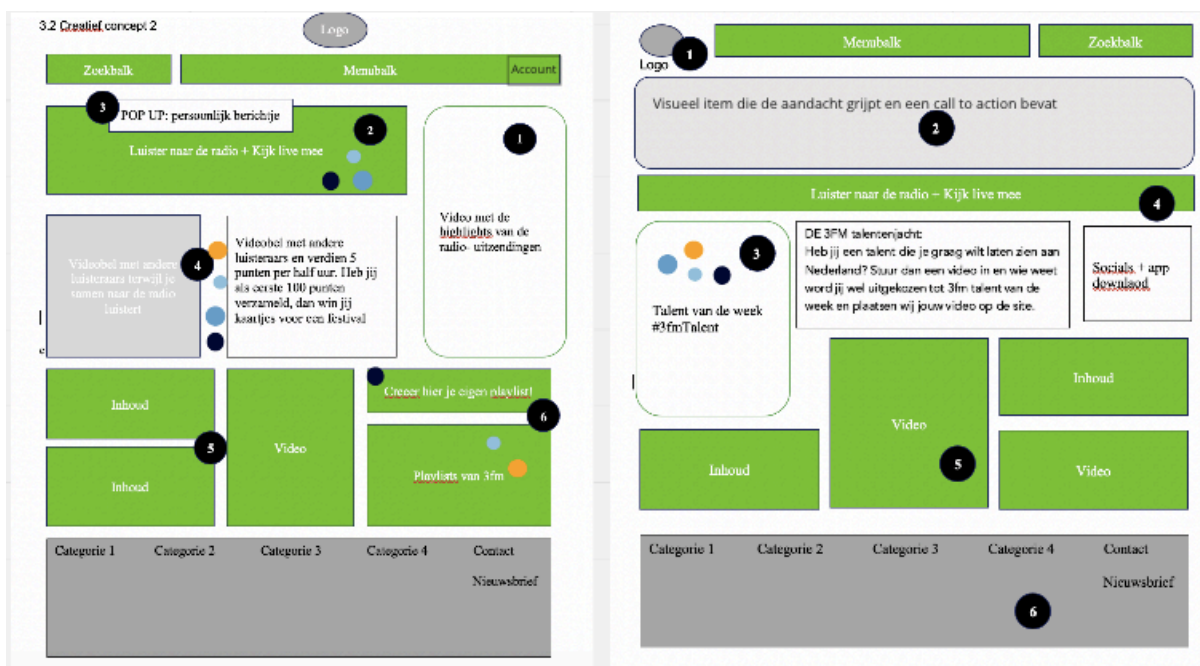 3.2 Creatief concept 2
Logo
Zoekbalk
Menubalk
Account
3
POP UP: persoonlijk berichtje
2
Luister naar de radio + Kijk live mee
1
Video met de
highlights van de
radio- uitzendingen
Videobel met andere
luisteraars terwijl je
samen naar de radio
luistert
4
Videobel met andere
luisteraars en verdien 5
punten per half uur. Heb jij
als eerste 100 punten
verzameld, dan win jij
kaartjes voor een festival
e
Inhoud
5
Inhoud
Video
Creeer hier je eigen playlist!
6
Playlists van 3fm
Categorie 1
Categorie 2
Categorie 3
Categorie 4
Contact
Nieuwsbrief
Logo
1
Menubalk
Zoekbalk
Visueel item die de aandacht grijpt en een call to action bevat
2
Luister naar de radio + Kijk live mee
4
3
Talent van de week
#3fmTalent
DE 3FM talentenjacht:
Heb jij een talent die je graag wilt laten zien aan
Nederland? Stuur dan een video in en wie weet
word jij wel uitgekozen tot 3fm talent van de
week en plaatsen wij jouw video op de site.
Socials + app
downlaod
Inhoud
Video
5
Inhoud
Video
Categorie 1
Categorie 2
Categorie 3
Categorie 4
Contact
Nieuwsbrief
6